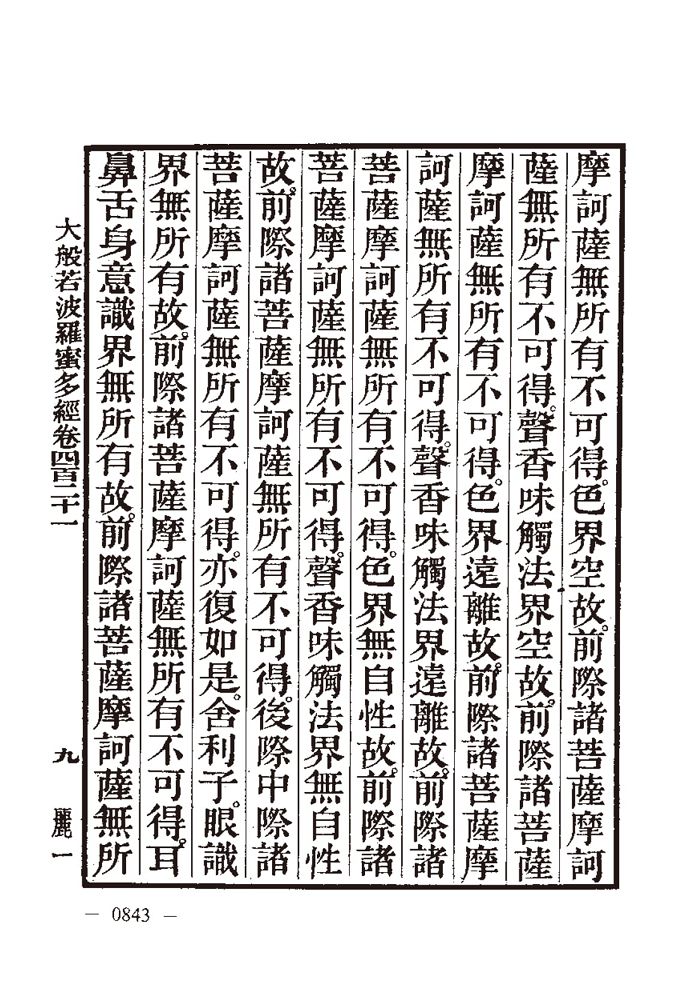 摩訶薩無所有不可得。色界空故。前際諸菩薩摩訶
薩無所有不可得。聲香味觸法界空故。前際諸菩薩
摩訶薩無所有不可得。色界遠離故。前際諸菩薩摩
訶薩無所有不可得。聲香味觸法界遠離故。前際諸
菩薩摩訶薩無所有不可得。色界無自性故。前際諸
菩薩摩訶薩無所有不可得。聲香味觸法界無自性
故。前際諸菩薩摩訶薩無所有不可得。後際中際諸
菩薩摩訶薩無所有不可得。亦復如是。舍利子。眼識
界無所有故。前際諸菩薩摩訶薩無所有不可得。耳
鼻舌身意識界無所有故。前際諸菩薩摩訶薩無所
大般若波羅蜜多經卷四百二十一 九 麗一
— 0843 —